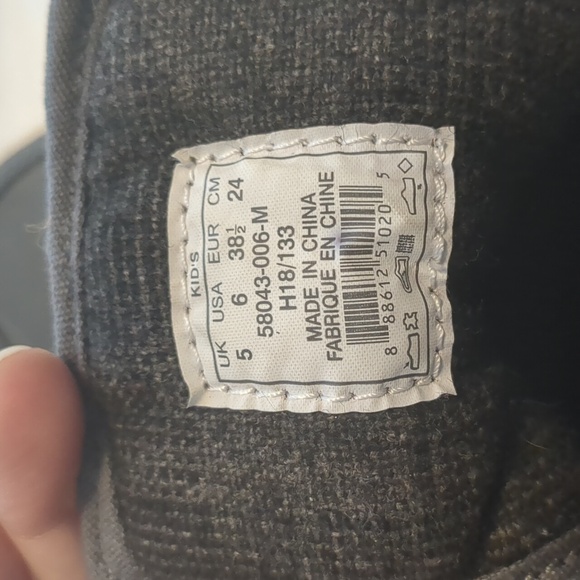 KID'S
UK USA EUR CM
5 6 38½ 24
58043-006-M
H18/133
MADE IN CHINA
FABRIQUE EN CHINE
8 88612 51020 5